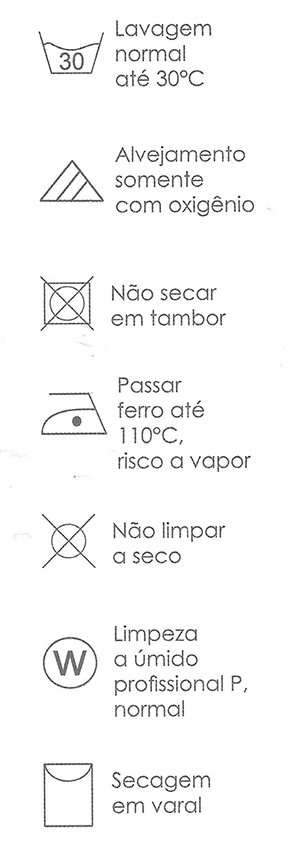 30
Lavagem
normal
até 30°C
Alvejamento
somente
com oxigênio
Não secar
em tambor
Passar
ferro até
110°C,
risco a vapor
Não limpar
a seco
W
Limpeza
a úmido
profissional P,
normal
Secagem
em varal